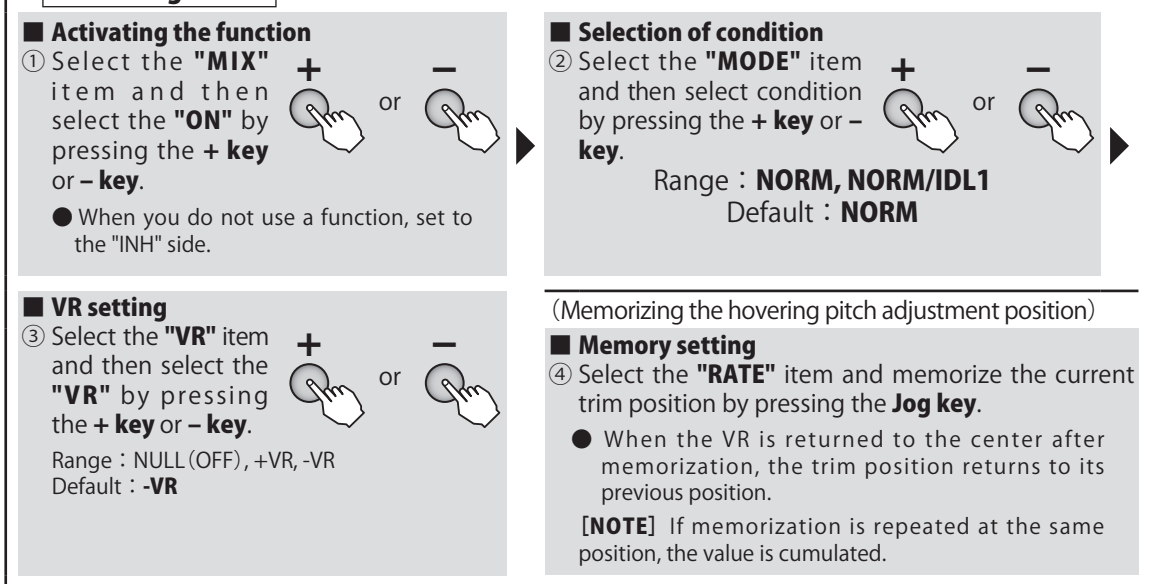 ■ Activating the function
① Select the "MIX"
item and then
select the "ON" by
pressing the + key
or – key.
+ or –
● When you do not use a function, set to
the "INH" side.
■ Selection of condition
② Select the "MODE" item
and then select condition
by pressing the + key or –
key.
+ or –
Range：NORM, NORM/IDL1
Default：NORM
■ VR setting
③ Select the "VR" item
and then select the
"VR" by pressing
the + key or – key.
+ or –
Range：NULL(OFF), +VR, -VR
Default：-VR
（Memorizing the hovering pitch adjustment position）
■ Memory setting
④ Select the "RATE" item and memorize the current
trim position by pressing the Jog key.
● When the VR is returned to the center after
memorization, the trim position returns to its
previous position.
［NOTE］ If memorization is repeated at the same
position, the value is cumulated.